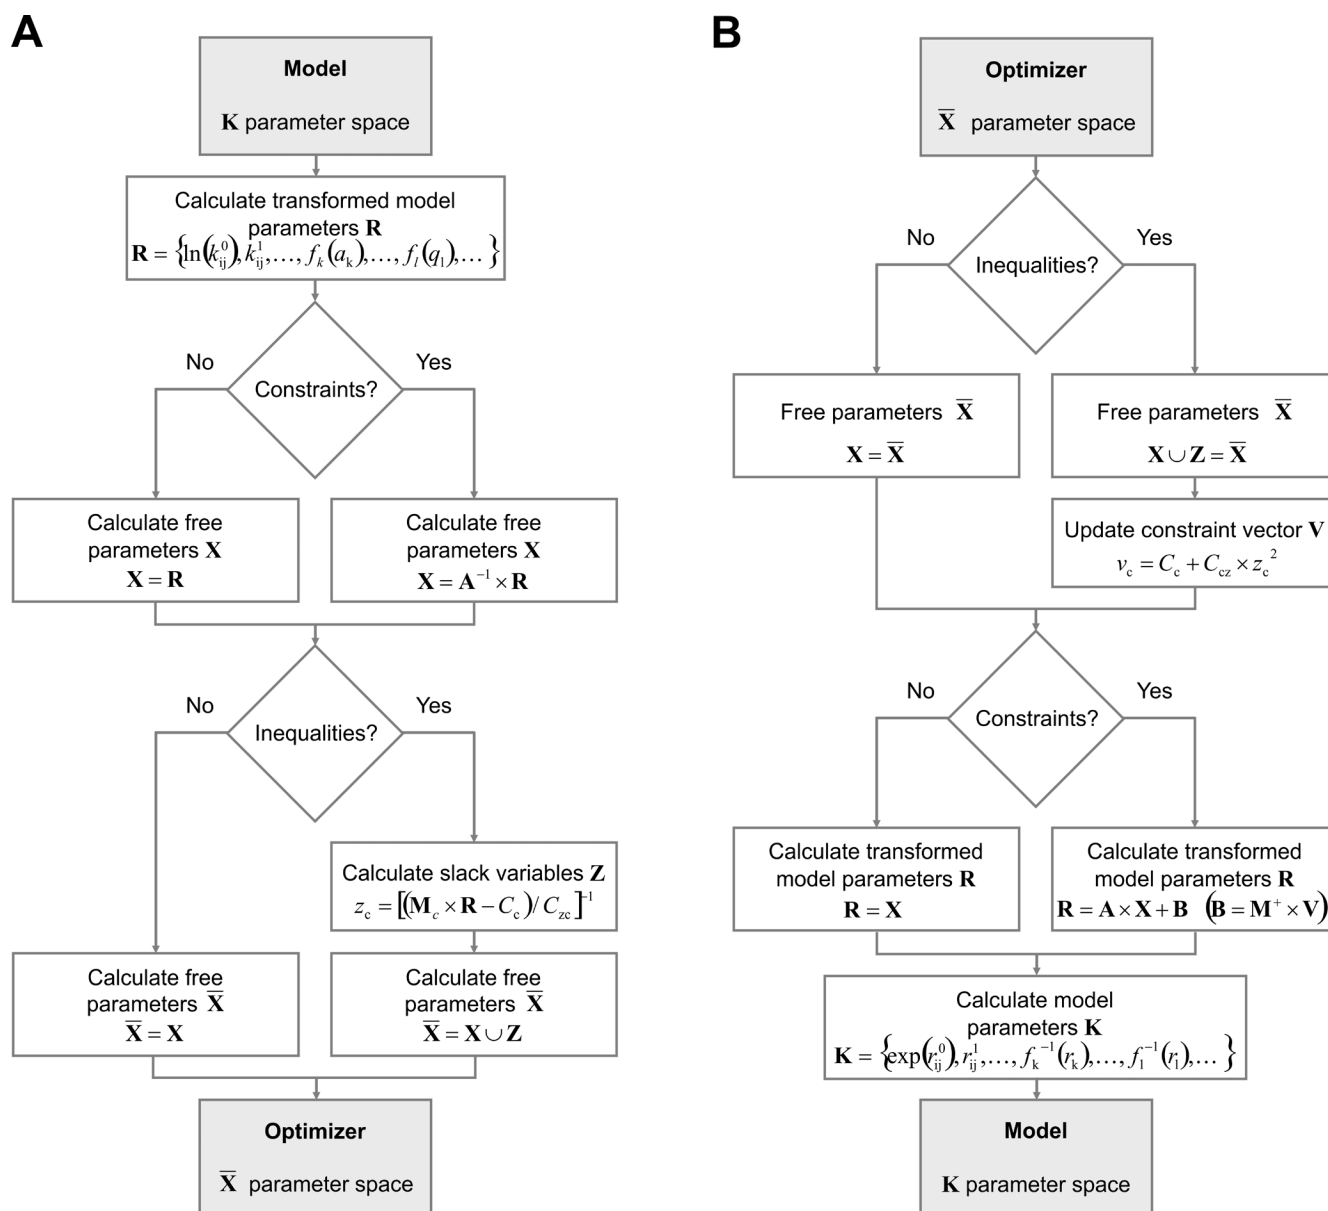 A
Model
K parameter space
Calculate transformed model
parameters R
R = {ln(k_ij^0), k_ij^1, …, f_k(a_k), …, f_l(q_l), … }
No
Yes
Constraints?
Calculate free
parameters X
X = R
Calculate free
parameters X
X = A⁻¹ × R
No
Yes
Inequalities?
Calculate slack variables Z
z_c = [(M_c × R − C_c) / C_zc]⁻¹
Calculate free
parameters X̅
X̅ = X
Calculate free
parameters X̅
X̅ = X ∪ Z
Optimizer
X̅ parameter space
B
Optimizer
X̅ parameter space
No
Yes
Inequalities?
Free parameters X̅
X = X̅
Free parameters X̅
X ∪ Z = X̅
Update constraint vector V
v_c = C_c + C_cz × z_c²
No
Yes
Constraints?
Calculate transformed
model parameters R
R = X
Calculate transformed
model parameters R
R = A × X + B (B = M⁺ × V)
Calculate model
parameters K
K = {exp(r_ij^0), r_ij^1, …, f_k⁻¹(r_k), …, f_l⁻¹(r_l), … }
Model
K parameter space